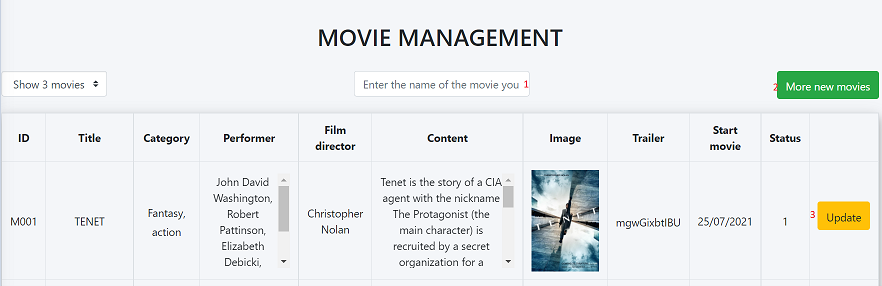 MOVIE MANAGEMENT
Show 3 movies
Enter the name of the movie you 1
2 More new movies
ID Title Category Performer Film director Content Image Trailer Start movie Status
M001 TENET Fantasy, action
John David
Washington,
Robert
Pattinson,
Elizabeth
Debicki,
Christopher
Nolan
Tenet is the story of a CIA
agent with the nickname
The Protagonist (the
main character) is
recruited by a secret
organization for a
TENET
mgwGixbtIBU 25/07/2021 1 3 Update